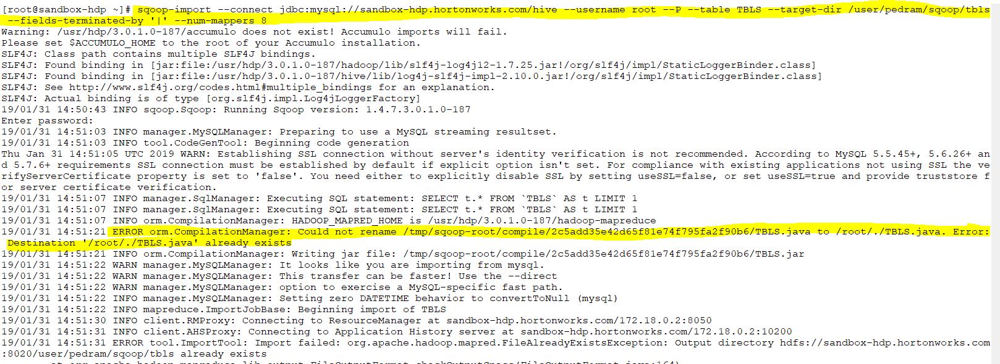 [root@sandbox-hdp ~]# sqoop-import --connect jdbc:mysql://sandbox-hdp.hortonworks.com/hive --username root --P --table TBLS --target-dir /user/pedram/sqoop/tbls
--fields-terminated-by '|' --num-mappers 8
Warning: /usr/hdp/3.0.1.0-187/accumulo does not exist! Accumulo imports will fail.
Please set $ACCUMULO_HOME to the root of your Accumulo installation.
SLF4J: Class path contains multiple SLF4J bindings.
SLF4J: Found binding in [jar:file:/usr/hdp/3.0.1.0-187/hadoop/lib/slf4j-log4j12-1.7.25.jar!/org/slf4j/impl/StaticLoggerBinder.class]
SLF4J: Found binding in [jar:file:/usr/hdp/3.0.1.0-187/hive/lib/log4j-slf4j-impl-2.10.0.jar!/org/slf4j/impl/StaticLoggerBinder.class]
SLF4J: See http://www.slf4j.org/codes.html#multiple_bindings for an explanation.
SLF4J: Actual binding is of type [org.slf4j.impl.Log4jLoggerFactory]
19/01/31 14:50:43 INFO sqoop.Sqoop: Running Sqoop version: 1.4.7.3.0.1.0-187
Enter password:
19/01/31 14:51:03 INFO manager.MySQLManager: Preparing to use a MySQL streaming resultset.
19/01/31 14:51:03 INFO tool.CodeGenTool: Beginning code generation
Thu Jan 31 14:51:05 UTC 2019 WARN: Establishing SSL connection without server's identity verification is not recommended. According to MySQL 5.5.45+, 5.6.26+ an
d 5.7.6+ requirements SSL connection must be established by default if explicit option isn't set. For compliance with existing applications not using SSL the ve
rifyServerCertificate property is set to 'false'. You need either to explicitly disable SSL by setting useSSL=false, or set useSSL=true and provide truststore f
or server certificate verification.
19/01/31 14:51:07 INFO manager.SqlManager: Executing SQL statement: SELECT t.* FROM `TBLS` AS t LIMIT 1
19/01/31 14:51:07 INFO manager.SqlManager: Executing SQL statement: SELECT t.* FROM `TBLS` AS t LIMIT 1
19/01/31 14:51:07 INFO orm.CompilationManager: HADOOP_MAPRED_HOME is /usr/hdp/3.0.1.0-187/hadoop-mapreduce
19/01/31 14:51:21 ERROR orm.CompilationManager: Could not rename /tmp/sqoop-root/compile/2c5add35e42d65f81e74f795fa2f90b6/TBLS.java to /root/./TBLS.java. Error:
Destination '/root/./TBLS.java' already exists
19/01/31 14:51:21 INFO orm.CompilationManager: Writing jar file: /tmp/sqoop-root/compile/2c5add35e42d65f81e74f795fa2f90b6/TBLS.jar
19/01/31 14:51:22 WARN manager.MySQLManager: It looks like you are importing from mysql.
19/01/31 14:51:22 WARN manager.MySQLManager: This transfer can be faster! Use the --direct
19/01/31 14:51:22 WARN manager.MySQLManager: option to exercise a MySQL-specific fast path.
19/01/31 14:51:22 INFO manager.MySQLManager: Setting zero DATETIME behavior to convertToNull (mysql)
19/01/31 14:51:22 INFO mapreduce.ImportJobBase: Beginning import of TBLS
19/01/31 14:51:30 INFO client.RMProxy: Connecting to ResourceManager at sandbox-hdp.hortonworks.com/172.18.0.2:8050
19/01/31 14:51:31 INFO client.AHSProxy: Connecting to Application History server at sandbox-hdp.hortonworks.com/172.18.0.2:10200
19/01/31 14:51:31 ERROR tool.ImportTool: Import failed: org.apache.hadoop.mapred.FileAlreadyExistsException: Output directory hdfs://sandbox-hdp.hortonworks.com
:8020/user/pedram/sqoop/tbls already exists